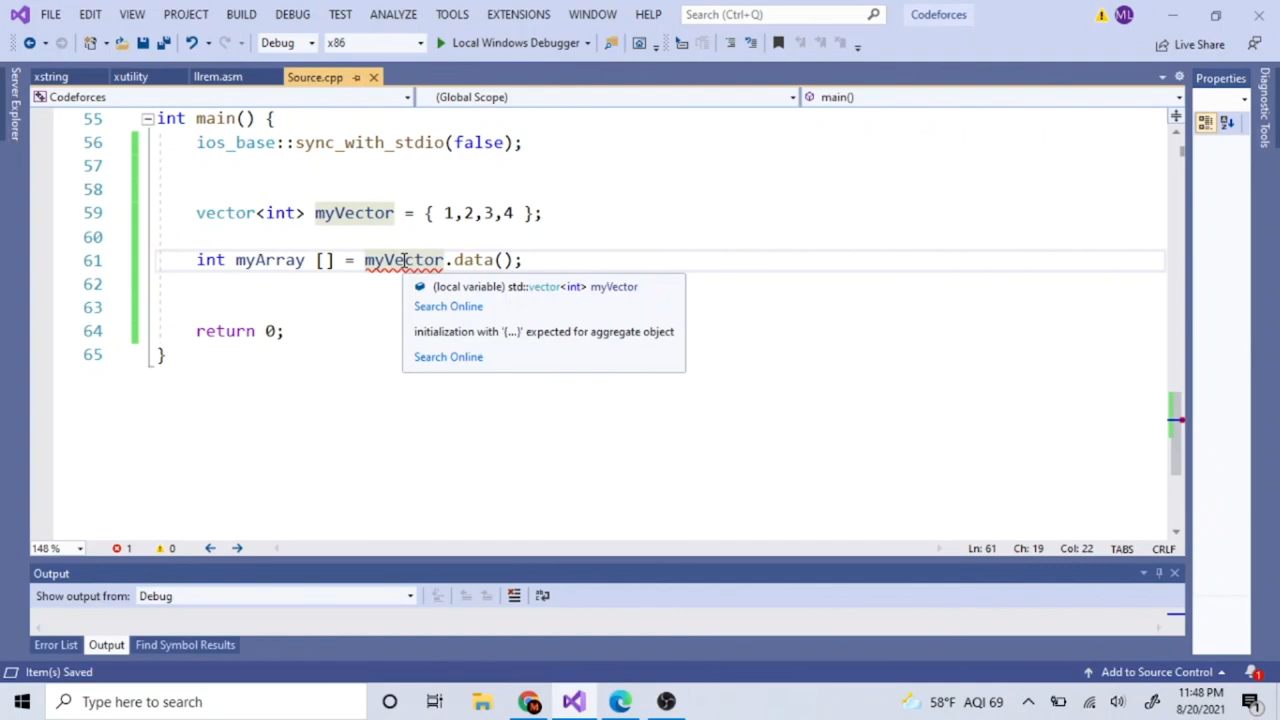 FILE EDIT VIEW PROJECT BUILD DEBUG TEST ANALYZE TOOLS EXTENSIONS WINDOW HELP Search (Ctrl+Q) Codeforces ML
Debug x86 Local Windows Debugger Live Share
xstring xutility llrem.asm Source.cpp
Codeforces (Global Scope) main()
Server Explorer
Properties
Diagnostic Tools
55 int main() {
56 ios_base::sync_with_stdio(false);
57
58
59 vector<int> myVector = { 1,2,3,4 };
60
61 int myArray [] = myVector.data();
62
63
64 return 0;
65 }
(local variable) std::vector<int> myVector
Search Online
initialization with '{...}' expected for aggregate object
Search Online
148 % 1 0 Ln: 61 Ch: 19 Col: 22 TABS CRLF
Output
Show output from: Debug
Error List Output Find Symbol Results
Item(s) Saved Add to Source Control 1
Type here to search 58°F AQI 69 11:48 PM
8/20/2021 1